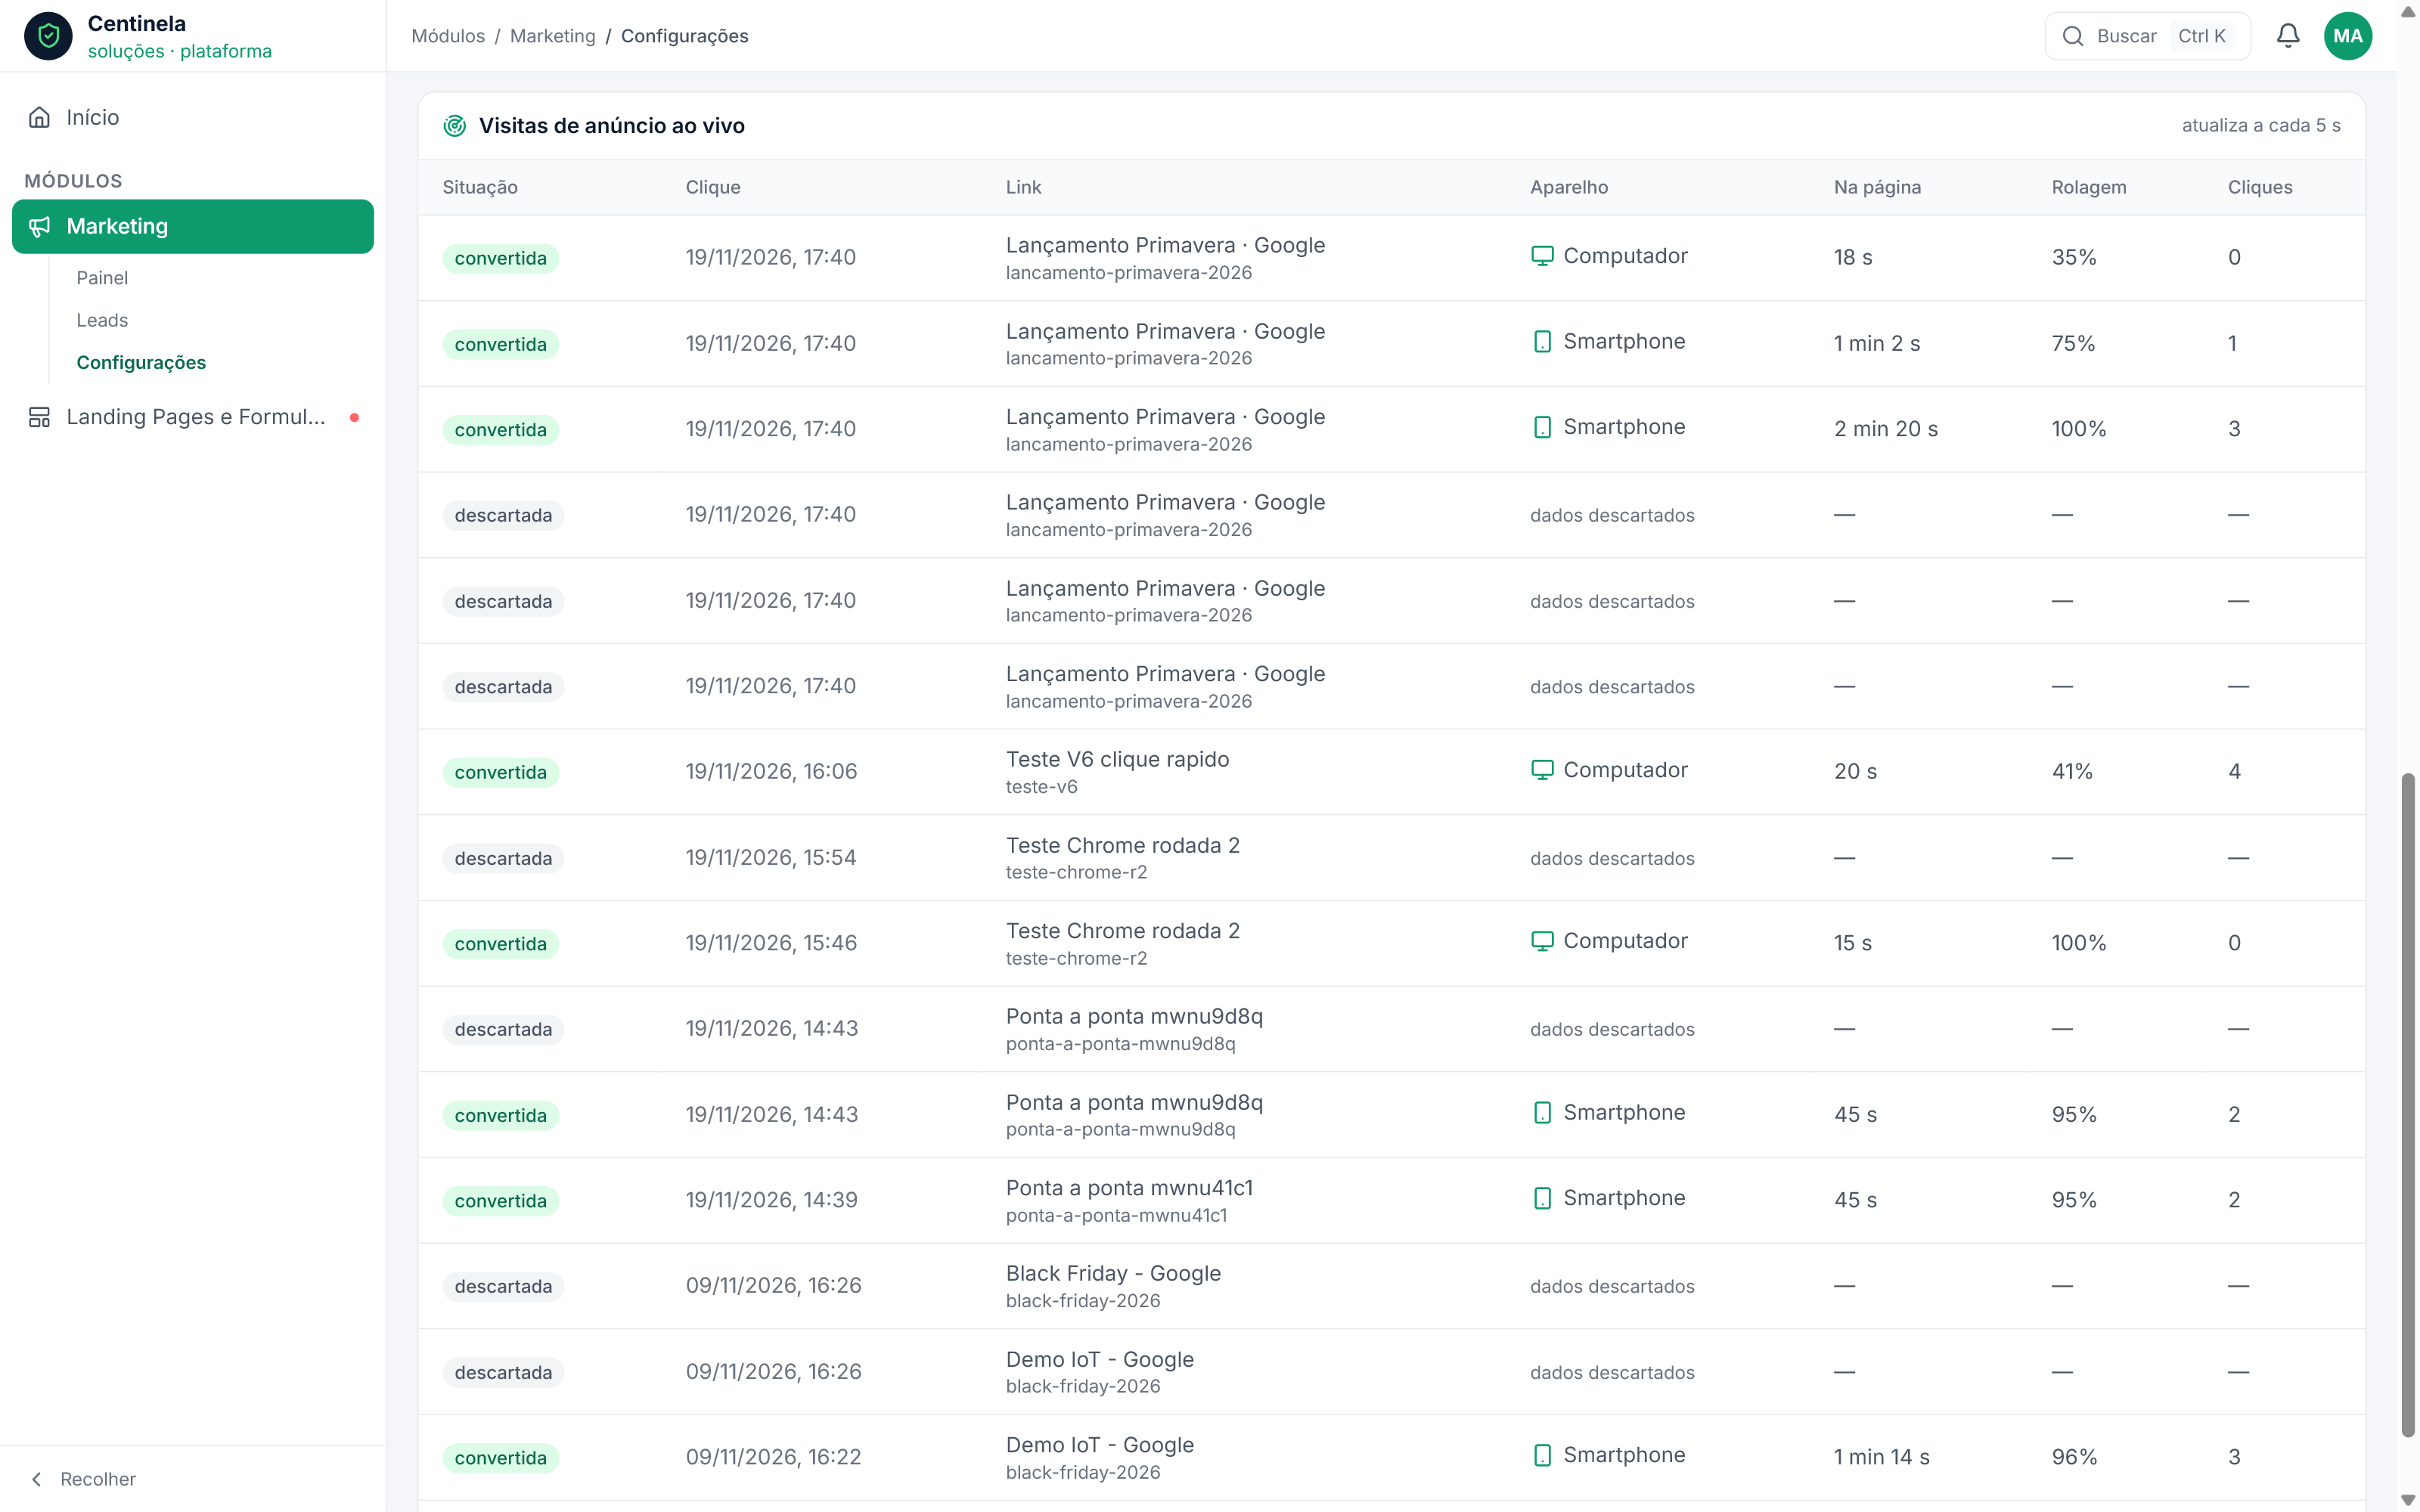 Centinela
soluções · plataforma
Módulos / Marketing / Configurações
Buscar Ctrl K
MA
Início
MÓDULOS
Marketing
Painel
Leads
Configurações
Landing Pages e Formul...
Recolher
Visitas de anúncio ao vivo
atualiza a cada 5 s
Situação Clique Link Aparelho Na página Rolagem Cliques
convertida 19/11/2026, 17:40 Lançamento Primavera · Google Computador 18 s 35% 0
lancamento-primavera-2026
convertida 19/11/2026, 17:40 Lançamento Primavera · Google Smartphone 1 min 2 s 75% 1
lancamento-primavera-2026
convertida 19/11/2026, 17:40 Lançamento Primavera · Google Smartphone 2 min 20 s 100% 3
lancamento-primavera-2026
descartada 19/11/2026, 17:40 Lançamento Primavera · Google dados descartados — — —
lancamento-primavera-2026
descartada 19/11/2026, 17:40 Lançamento Primavera · Google dados descartados — — —
lancamento-primavera-2026
descartada 19/11/2026, 17:40 Lançamento Primavera · Google dados descartados — — —
lancamento-primavera-2026
convertida 19/11/2026, 16:06 Teste V6 clique rapido Computador 20 s 41% 4
teste-v6
descartada 19/11/2026, 15:54 Teste Chrome rodada 2 dados descartados — — —
teste-chrome-r2
convertida 19/11/2026, 15:46 Teste Chrome rodada 2 Computador 15 s 100% 0
teste-chrome-r2
descartada 19/11/2026, 14:43 Ponta a ponta mwnu9d8q dados descartados — — —
ponta-a-ponta-mwnu9d8q
convertida 19/11/2026, 14:43 Ponta a ponta mwnu9d8q Smartphone 45 s 95% 2
ponta-a-ponta-mwnu9d8q
convertida 19/11/2026, 14:39 Ponta a ponta mwnu41c1 Smartphone 45 s 95% 2
ponta-a-ponta-mwnu41c1
descartada 09/11/2026, 16:26 Black Friday - Google dados descartados — — —
black-friday-2026
descartada 09/11/2026, 16:26 Demo IoT - Google dados descartados — — —
black-friday-2026
convertida 09/11/2026, 16:22 Demo IoT - Google Smartphone 1 min 14 s 96% 3
black-friday-2026